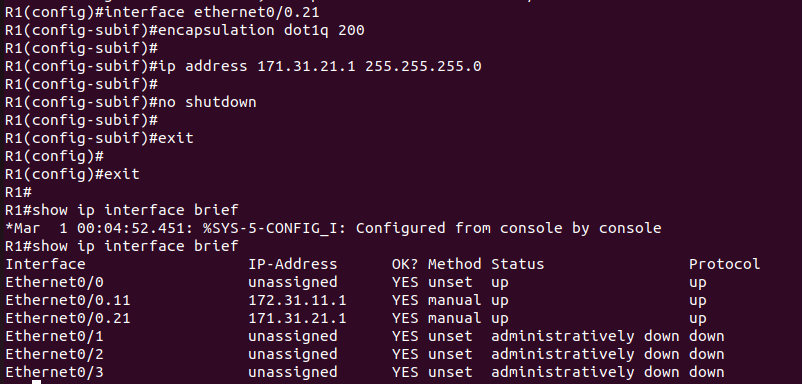 R1(config)#interface ethernet0/0.21
R1(config-subif)#encapsulation dot1q 200
R1(config-subif)#
R1(config-subif)#ip address 171.31.21.1 255.255.255.0
R1(config-subif)#
R1(config-subif)#no shutdown
R1(config-subif)#
R1(config-subif)#exit
R1(config)#
R1(config)#exit
R1#
R1#show ip interface brief
*Mar  1 00:04:52.451: %SYS-5-CONFIG_I: Configured from console by console
R1#show ip interface brief
Interface                  IP-Address      OK? Method Status                Protocol
Ethernet0/0                unassigned      YES unset  up                    up
Ethernet0/0.11             172.31.11.1     YES manual up                    up
Ethernet0/0.21             171.31.21.1     YES manual up                    up
Ethernet0/1                unassigned      YES unset  administratively down down
Ethernet0/2                unassigned      YES unset  administratively down down
Ethernet0/3                unassigned      YES unset  administratively down down